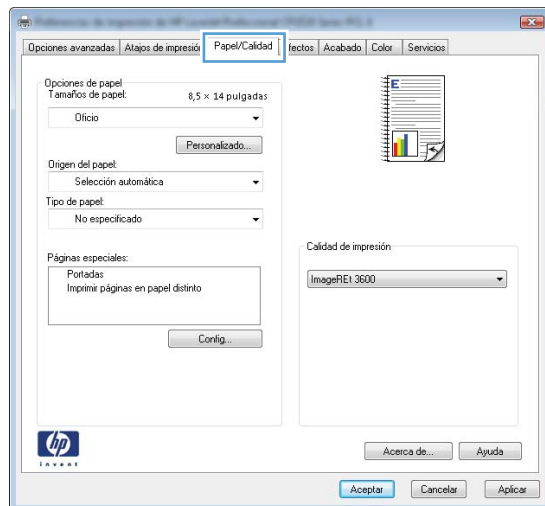 Opciones avanzadas Atajos de impresió Papel/Calidad fectos Acabado Color Servicios
Opciones de papel
Tamaños de papel: 8,5 × 14 pulgadas
Oficio
Personalizado...
Origen del papel:
Selección automática
Tipo de papel:
No especificado
Páginas especiales:
Portadas
Imprimir páginas en papel distinto
Config...
E
Calidad de impresión
ImageREt 3600
hp
invent
Acerca de... Ayuda
Aceptar Cancelar Aplicar